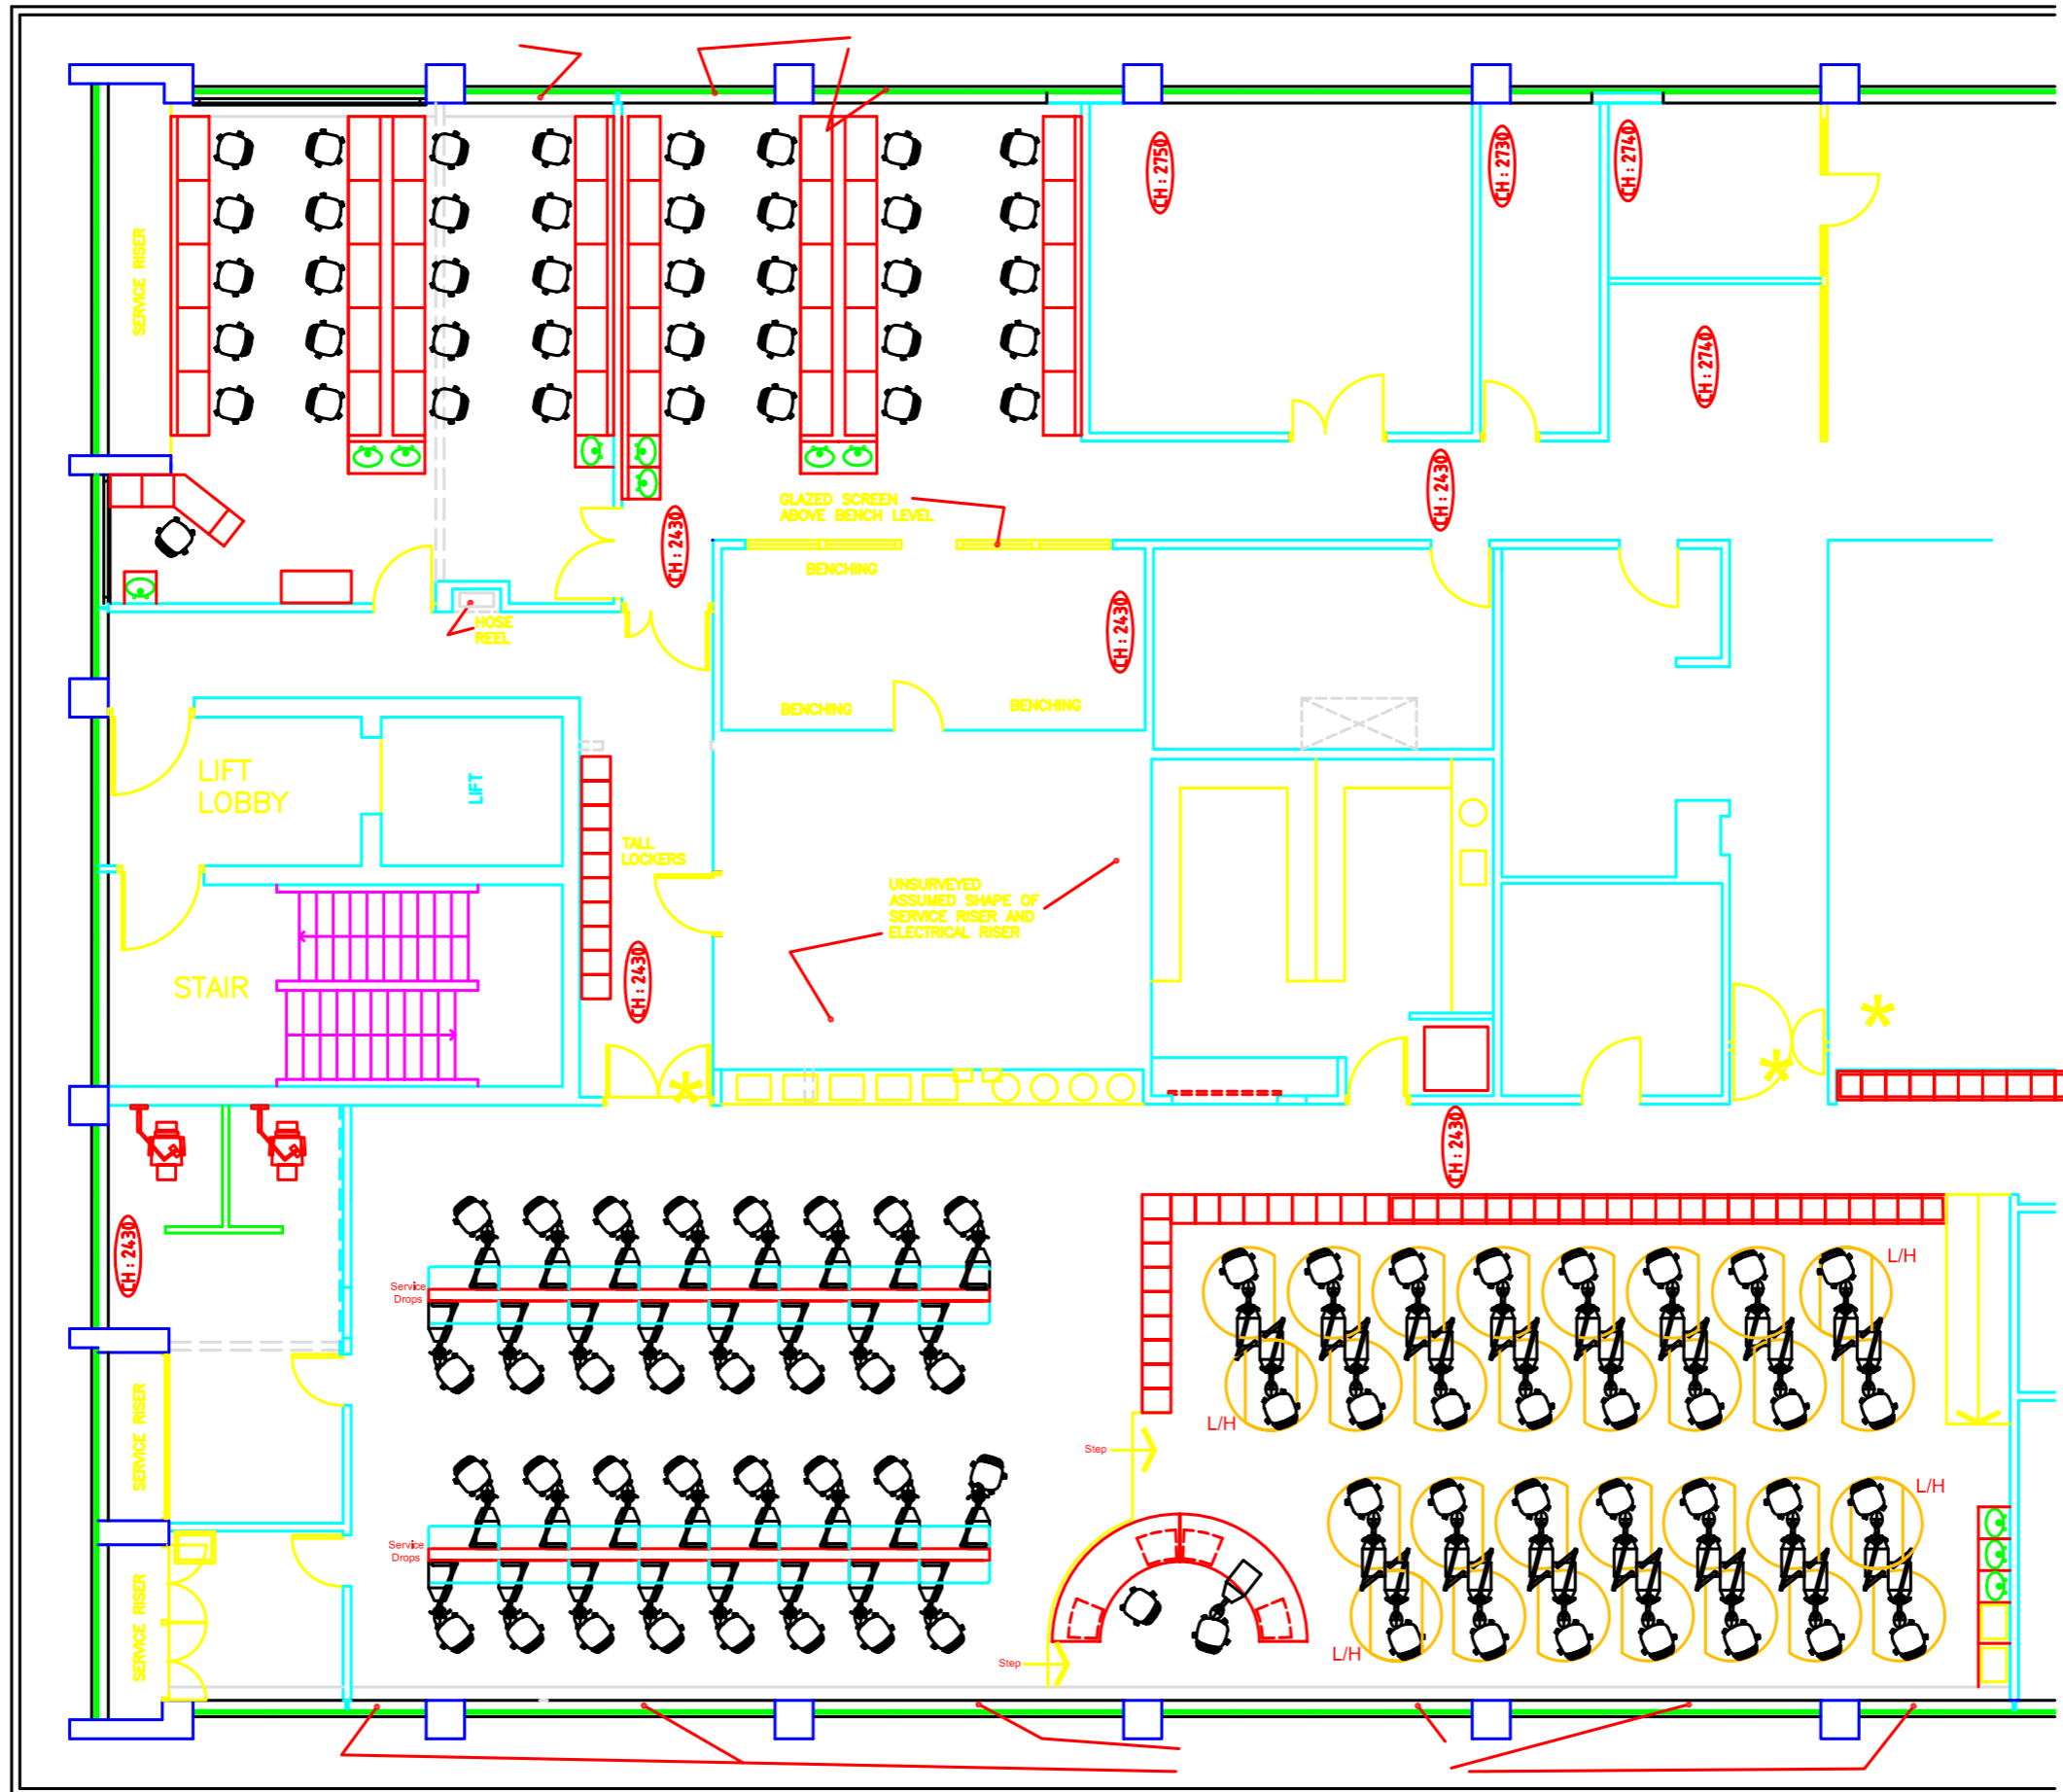 CH: 2750
CH: 2730
CH: 2740
SERVICE RISER
CH: 2740
CH: 2430
GLAZED SCREEN
ABOVE BENCH LEVEL
CH: 2430
BENCHING
HOSE
REEL
CH: 2430
BENCHING
BENCHING
LIFT
LOBBY
LIFT
TALL
LOCKERS
UNSURVEYED
ASSUMED SHAPE OF
SERVICE RISER AND
ELECTRICAL RISER
CH: 2430
STAIR
*
*
*
CH: 2430
CH: 2430
L/H
Service
Drops
SERVICE RISER
L/H
Step
L/H
Service
Drops
SERVICE RISER
L/H
Step